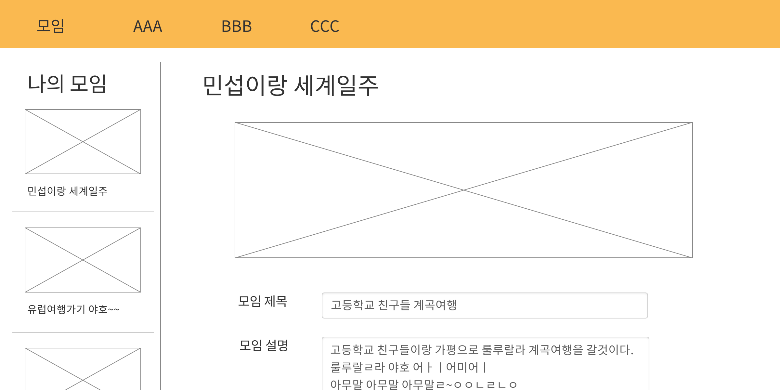 모임 AAA BBB CCC
나의 모임
민섭이랑 세계일주
유럽여행가기 야호~~
민섭이랑 세계일주
모임 제목
고등학교 친구들 계곡여행
모임 설명
고등학교 친구들이랑 가평으로 룰루랄라 계곡여행을 갈것이다.
룰루랄ㄹ라 야호 어ㅏㅣ어미어ㅣ
아무말 아무말 아무말ㄹ~ㅇㅇㄴㄹㄴㅇ